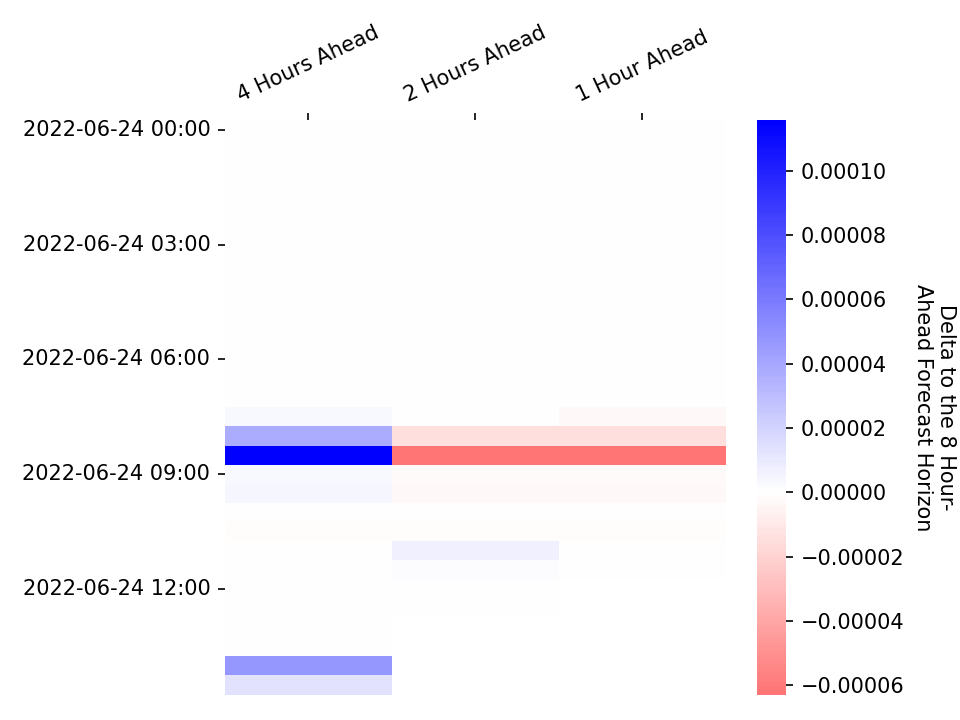 4 Hours Ahead
2 Hours Ahead
1 Hour Ahead
2022-06-24 00:00
2022-06-24 03:00
2022-06-24 06:00
2022-06-24 09:00
2022-06-24 12:00
0.00010
0.00008
0.00006
0.00004
0.00002
0.00000
−0.00002
−0.00004
−0.00006
Delta to the 8 Hour-
Ahead Forecast Horizon